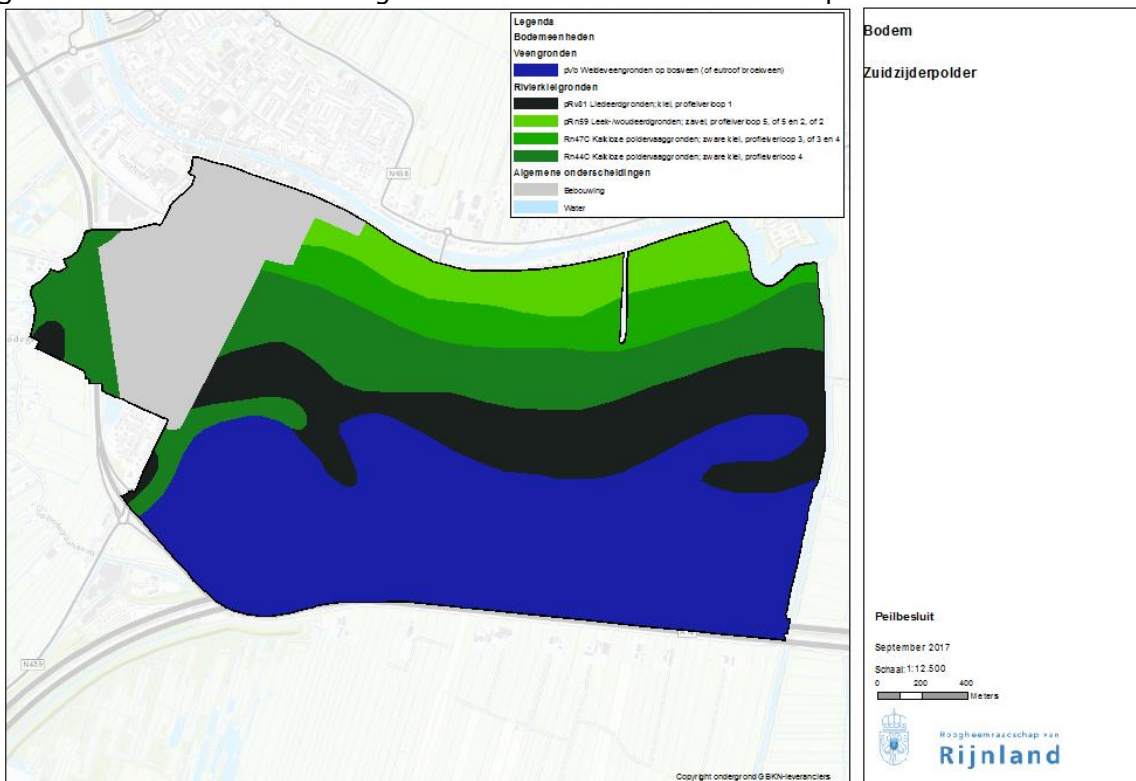 Legenda
Bodemeenheden
Veengronden
pVb Weideveengronden op bosveen (of eutroof broekveen)
Rivierkleigronden
pRv81 Liedeerdgronden; klei, profielverloop 1
pRn59 Leek-/woudeerdgronden; zavel, profielverloop 5, of 5 en 2, of 2
Rn47C Kalkloze poldervaaggronden; zware klei, profielverloop 3, of 3 en 4
Rn44C Kalkloze poldervaaggronden; zware klei, profielverloop 4
Algemene onderscheidingen
Bebouwing
Water
N458
N459
Copyright ondergrond GBKN-leveranciers
Bodem
Zuidzijderpolder
Peilbesluit
September 2017
Schaal: 1:12.500
0 200 400
Meters
Hoogheemraadschap van
Rijnland